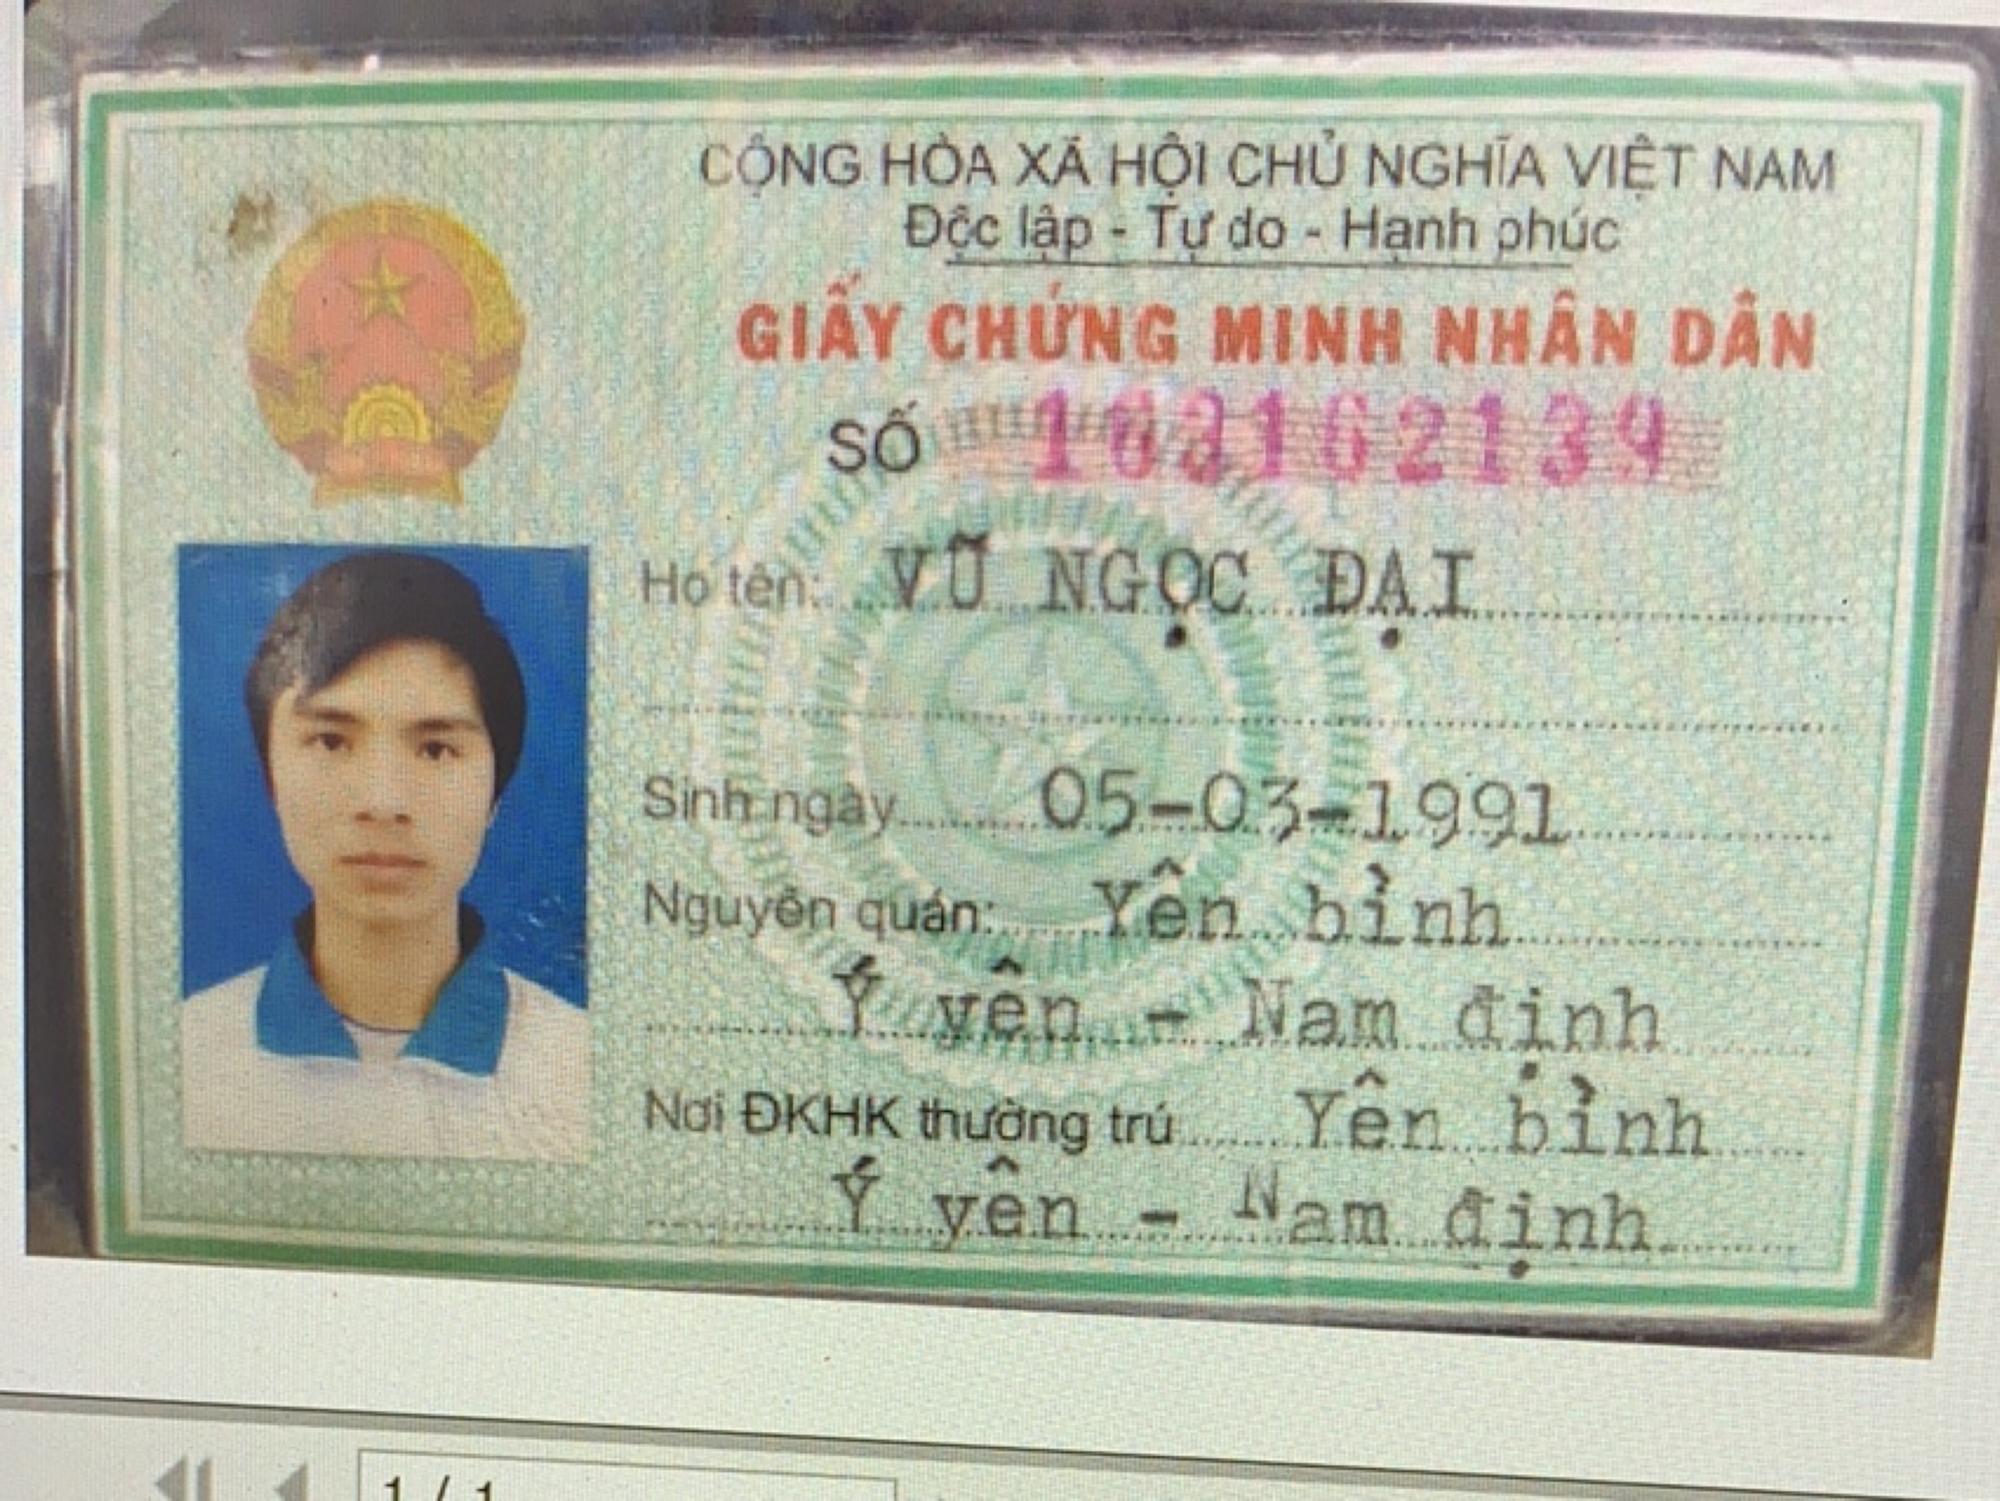 CỘNG HÒA XÃ HỘI CHỦ NGHĨA VIỆT NAM
Độc lập - Tự do - Hạnh phúc
GIẤY CHỨNG MINH NHÂN DÂN
SỐ 163162139
Họ tên: VŨ NGỌC ĐẠI
Sinh ngày 05-03-1991
Nguyên quán: Yên bình
Ý yên - Nam định
Nơi ĐKHK thường trú Yên bình
Ý yên - Nam định
1 / 1